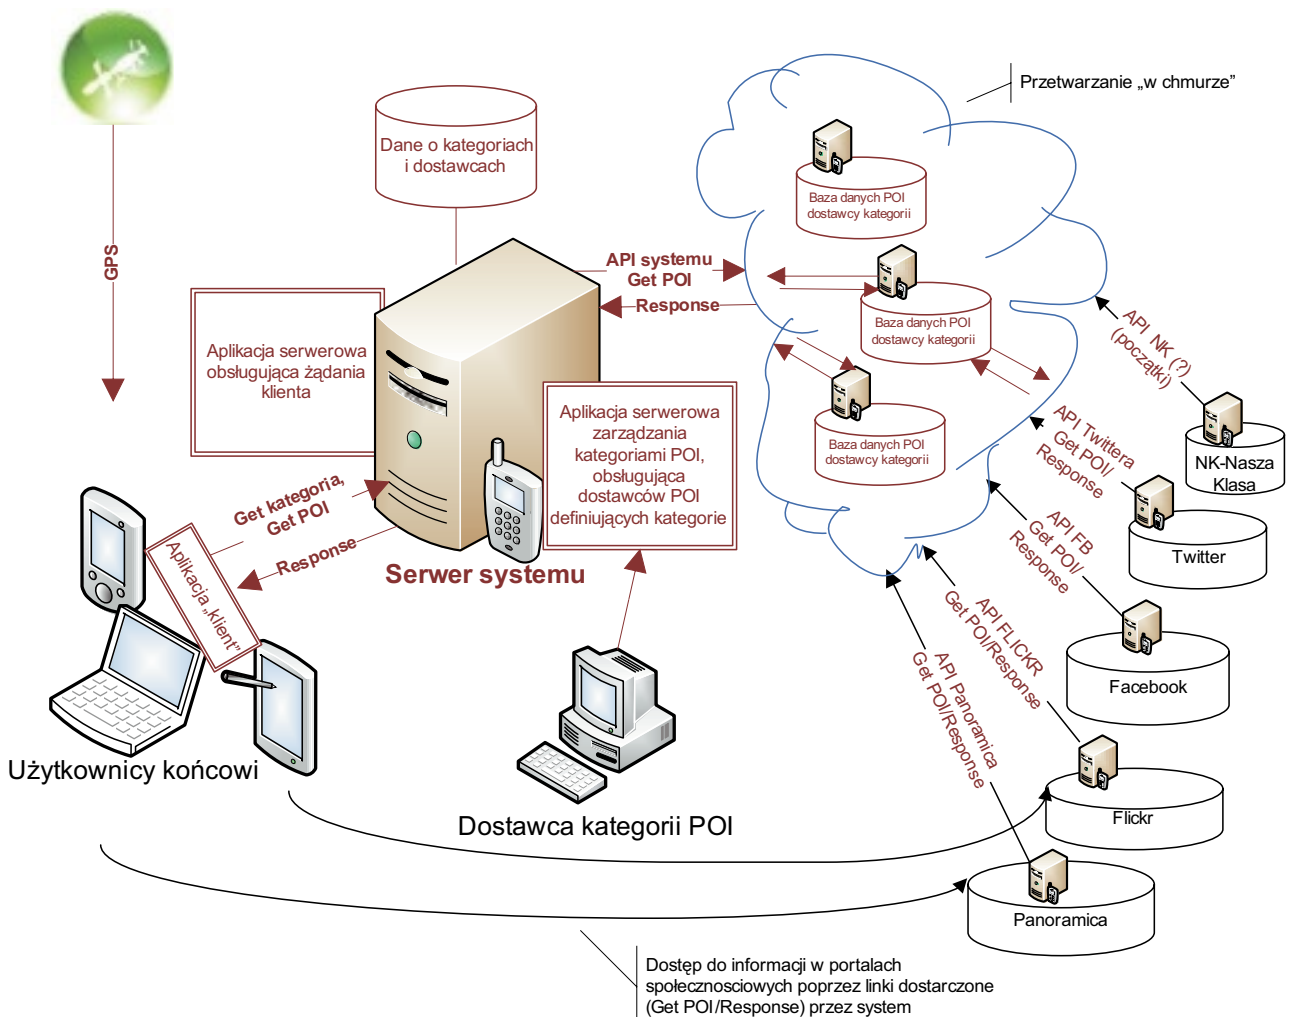 Przetwarzanie „w chmurze”
Dane o kategoriach
i dostawcach
Baza danych POI
dostawcy kategorii
GPS
API systemu
Get POI
Response
Baza danych POI
dostawcy kategorii
Aplikacja serwerowa
obsługująca żądania
klienta
API NK (?)
(początki)
Aplikacja serwerowa
zarządzania
kategoriami POI,
obsługująca
dostawców POI
definiujących kategorie
Baza danych POI
dostawcy kategorii
API Twittera
Get POI/
Response
NK-Nasza
Klasa
Get kategoria,
Get POI
Response
Aplikacja „klient”
Serwer systemu
API FB
Get POI/
Response
Twitter
API FLICKR
Get POI/Response
API Panoramica
Get POI/Response
Facebook
Użytkownicy końcowi
Dostawca kategorii POI
Flickr
Panoramica
Dostęp do informacji w portalach
społecznosciowych poprzez linki dostarczone
(Get POI/Response) przez system